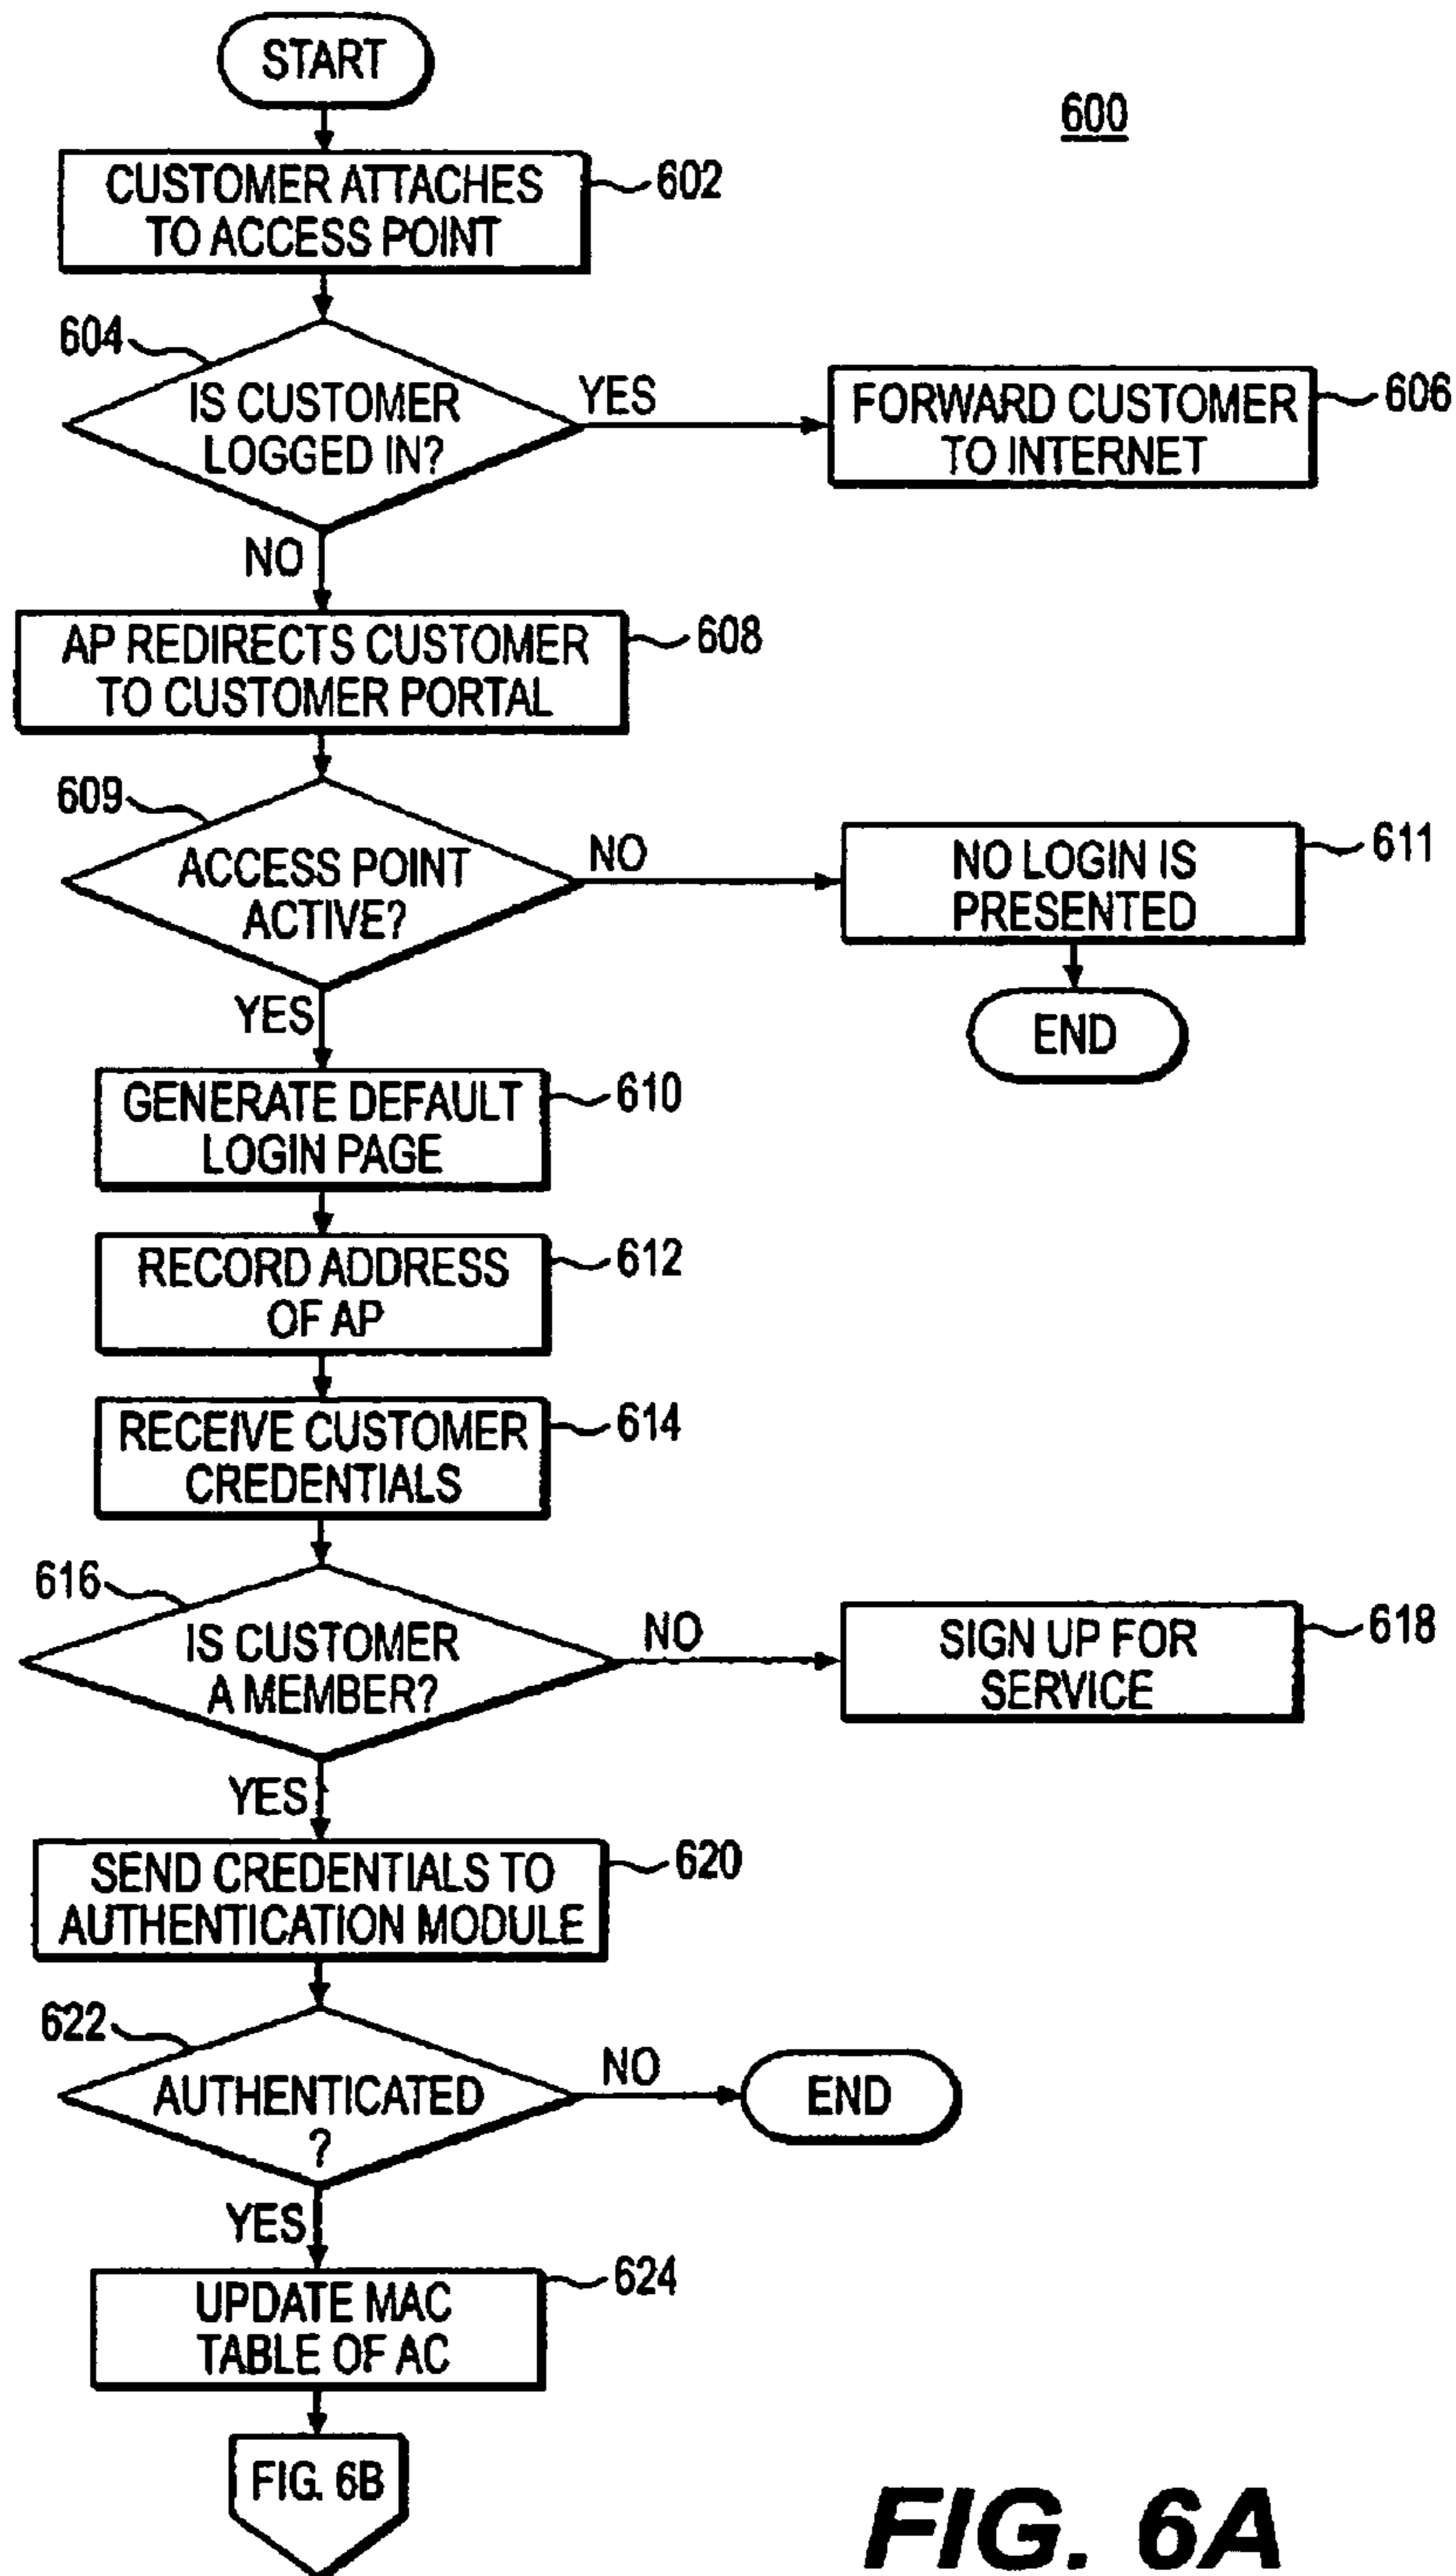 START
600
CUSTOMER ATTACHES
TO ACCESS POINT
602
604
IS CUSTOMER
LOGGED IN?
YES
FORWARD CUSTOMER
TO INTERNET
606
NO
AP REDIRECTS CUSTOMER
TO CUSTOMER PORTAL
608
609
ACCESS POINT
ACTIVE?
NO
NO LOGIN IS
PRESENTED
611
END
YES
GENERATE DEFAULT
LOGIN PAGE
610
RECORD ADDRESS
OF AP
612
RECEIVE CUSTOMER
CREDENTIALS
614
616
IS CUSTOMER
A MEMBER?
NO
SIGN UP FOR
SERVICE
618
YES
SEND CREDENTIALS TO
AUTHENTICATION MODULE
620
622
AUTHENTICATED
?
NO
END
YES
UPDATE MAC
TABLE OF AC
624
FIG. 6B
FIG. 6A